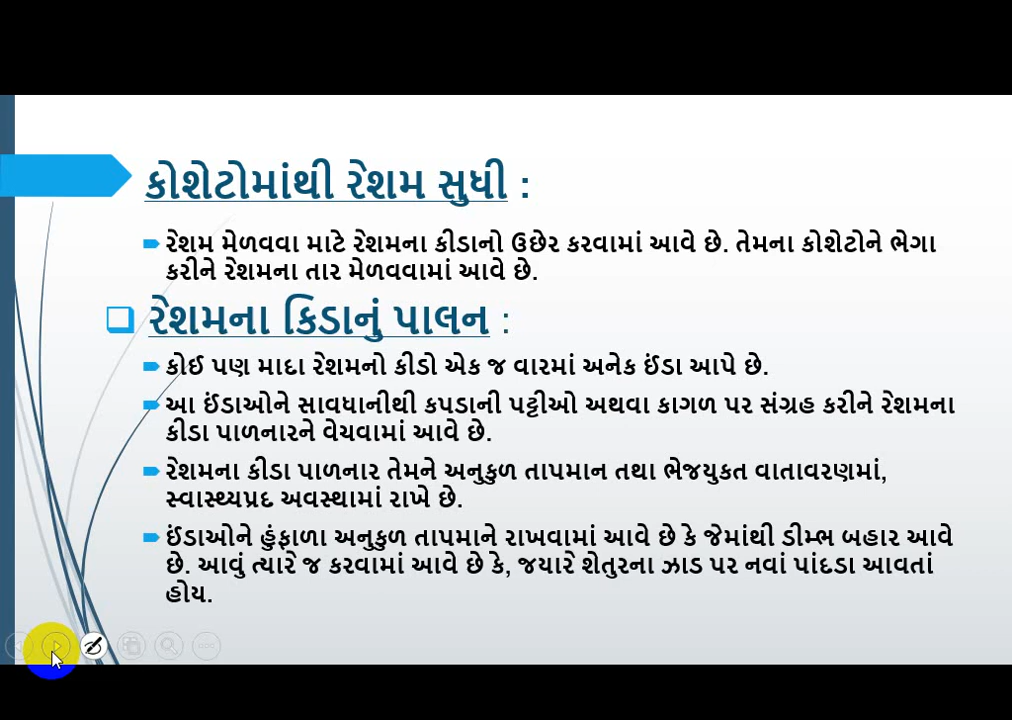 કોશેટોમાંથી રેશમ સુધી :
રેશમ મેળવવા માટે રેશમના કીડાનો ઉછેર કરવામાં આવે છે. તેમના કોશેટોને ભેગા
કરીને રેશમના તાર મેળવવામાં આવે છે.
રેશમના કિડાનું પાલન :
કોઈ પણ માદા રેશમનો કીડો એક જ વારમાં અનેક ઈંડા આપે છે.
આ ઈંડાઓને સાવધાનીથી કપડાની પટ્ટીઓ અથવા કાગળ પર સંગ્રહ કરીને રેશમના
કીડા પાળનારને વેચવામાં આવે છે.
રેશમના કીડા પાળનાર તેમને અનુકુળ તાપમાન તથા ભેજયુકત વાતાવરણમાં,
સ્વાસ્થ્યપ્રદ અવસ્થામાં રાખે છે.
ઈંડાઓને હુંફાળા અનુકુળ તાપમાને રાખવામાં આવે છે કે જેમાંથી ડીમ્ભ બહાર આવે
છે. આવું ત્યારે જ કરવામાં આવે છે કે, જયારે શેતુરના ઝાડ પર નવાં પાંદડા આવતાં
હોય.